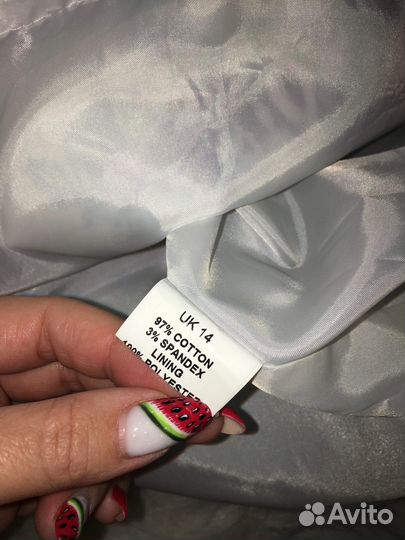 UK 14
97% COTTON
3% SPANDEX
LINING
100% POLYESTER
Avito